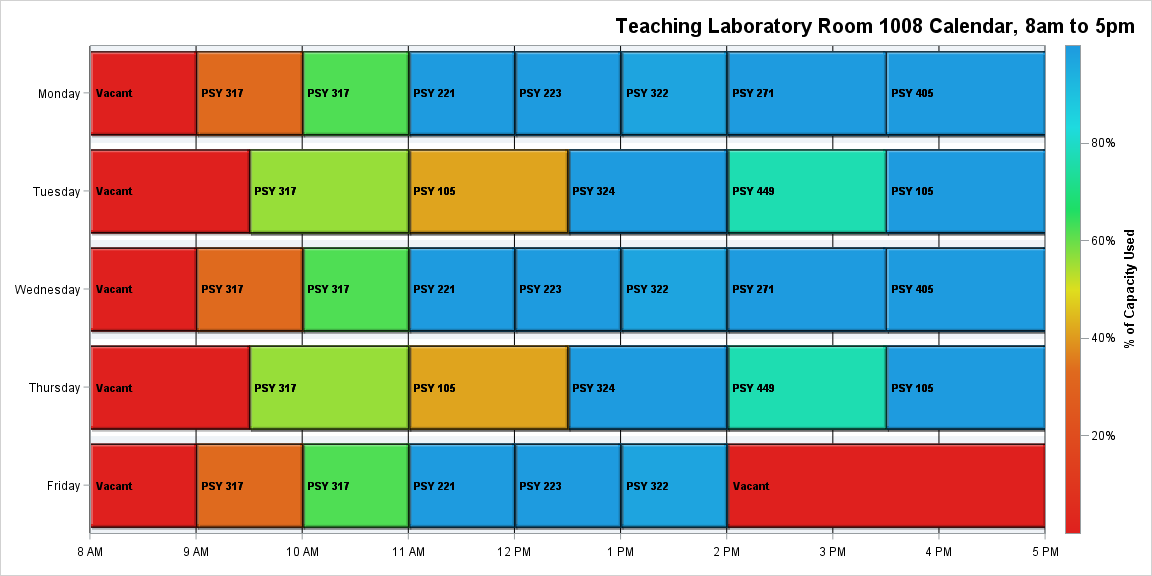 Teaching Laboratory Room 1008 Calendar, 8am to 5pm
Monday Vacant PSY 317 PSY 317 PSY 221 PSY 223 PSY 322 PSY 271 PSY 405
Tuesday Vacant PSY 317 PSY 105 PSY 324 PSY 449 PSY 105
Wednesday Vacant PSY 317 PSY 317 PSY 221 PSY 223 PSY 322 PSY 271 PSY 405
Thursday Vacant PSY 317 PSY 105 PSY 324 PSY 449 PSY 105
Friday Vacant PSY 317 PSY 317 PSY 221 PSY 223 PSY 322 Vacant
8 AM 9 AM 10 AM 11 AM 12 PM 1 PM 2 PM 3 PM 4 PM 5 PM
80%
60%
40%
20%
% of Capacity Used